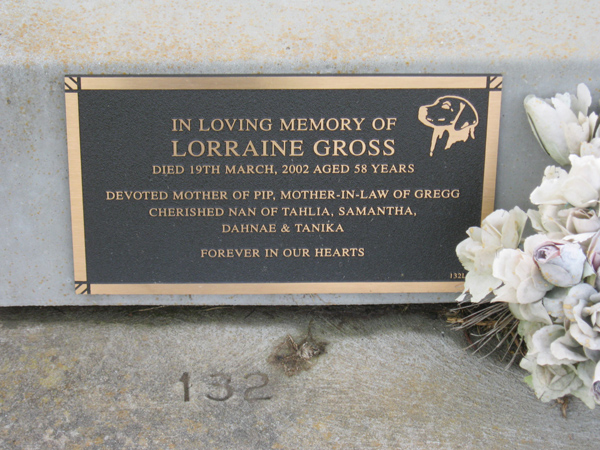 IN LOVING MEMORY OF
LORRAINE GROSS
DIED 19TH MARCH, 2002 AGED 58 YEARS
DEVOTED MOTHER OF PIP, MOTHER-IN-LAW OF GREGG
CHERISHED NAN OF TAHLIA, SAMANTHA,
DAHNAE & TANIKA
FOREVER IN OUR HEARTS
132